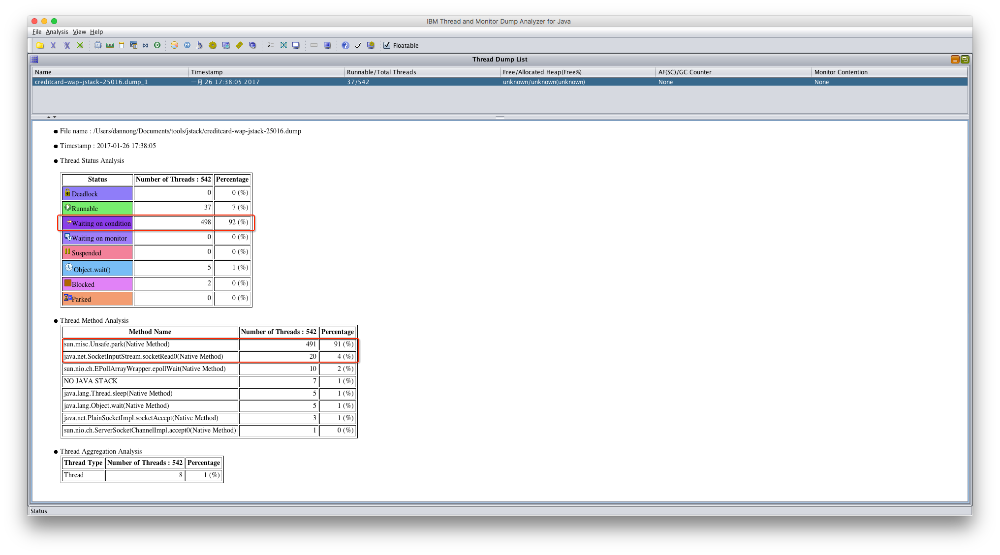 IBM Thread and Monitor Dump Analyzer for Java
File Analysis View Help
Floatable
Thread Dump List
Name Timestamp Runnable/Total Threads Free/Allocated Heap(Free%) AF(SC)/GC Counter Monitor Contention
creditcard-wap-jstack-25016.dump_1 一月 26 17:38:05 2017 37/542 unknown/unknown(unknown) None None
File name : /Users/dannong/Documents/tools/jstack/creditcard-wap-jstack-25016.dump
Timestamp : 2017-01-26 17:38:05
Thread Status Analysis
Status Number of Threads : 542 Percentage
Deadlock 0 0 (%)
Runnable 37 7 (%)
Waiting on condition 498 92 (%)
Waiting on monitor 0 0 (%)
Suspended 0 0 (%)
Object.wait() 5 1 (%)
Blocked 2 0 (%)
Parked 0 0 (%)
Thread Method Analysis
Method Name Number of Threads : 542 Percentage
sun.misc.Unsafe.park(Native Method) 491 91 (%)
java.net.SocketInputStream.socketRead0(Native Method) 20 4 (%)
sun.nio.ch.EPollArrayWrapper.epollWait(Native Method) 10 2 (%)
NO JAVA STACK 7 1 (%)
java.lang.Thread.sleep(Native Method) 5 1 (%)
java.lang.Object.wait(Native Method) 5 1 (%)
java.net.PlainSocketImpl.socketAccept(Native Method) 3 1 (%)
sun.nio.ch.ServerSocketChannelImpl.accept0(Native Method) 1 0 (%)
Thread Aggregation Analysis
Thread Type Number of Threads : 542 Percentage
Thread 8 1 (%)
Status